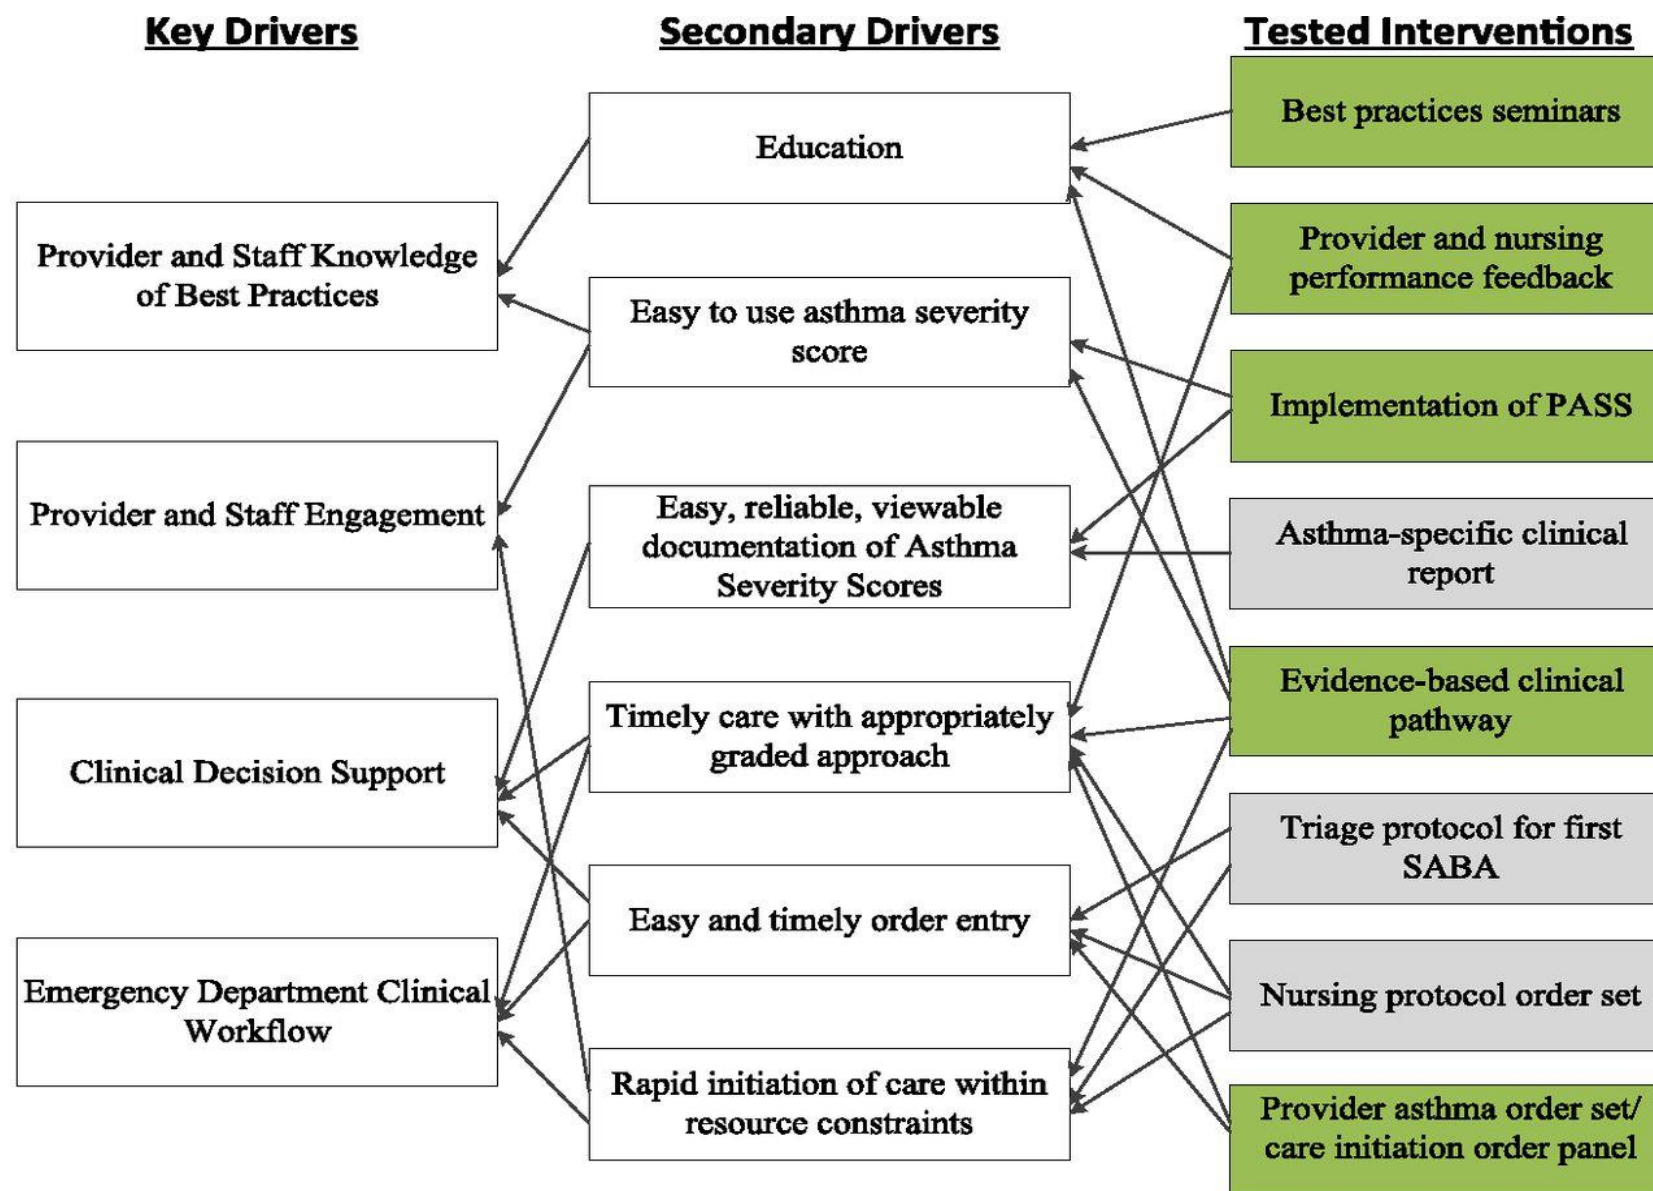 Key Drivers
Secondary Drivers
Tested Interventions
Provider and Staff Knowledge
of Best Practices
Provider and Staff Engagement
Clinical Decision Support
Emergency Department Clinical
Workflow
Education
Easy to use asthma severity
score
Easy, reliable, viewable
documentation of Asthma
Severity Scores
Timely care with appropriately
graded approach
Easy and timely order entry
Rapid initiation of care within
resource constraints
Best practices seminars
Provider and nursing
performance feedback
Implementation of PASS
Asthma-specific clinical
report
Evidence-based clinical
pathway
Triage protocol for first
SABA
Nursing protocol order set
Provider asthma order set/
care initiation order panel